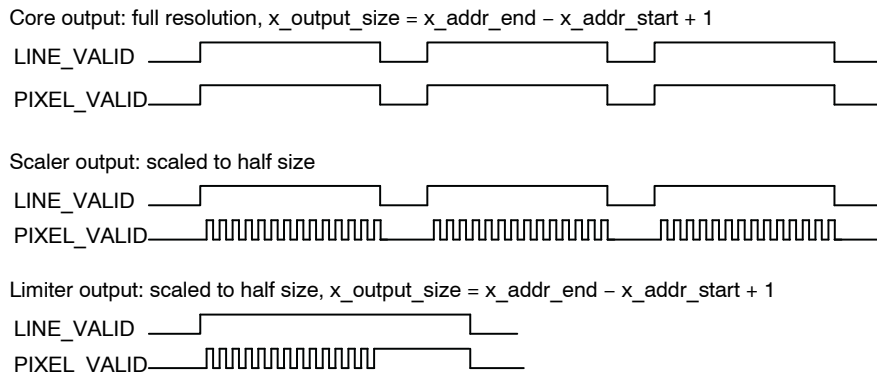 Core output: full resolution, x_output_size = x_addr_end − x_addr_start + 1
LINE_VALID
PIXEL_VALID
Scaler output: scaled to half size
LINE_VALID
PIXEL_VALID
Limiter output: scaled to half size, x_output_size = x_addr_end − x_addr_start + 1
LINE_VALID
PIXEL_VALID